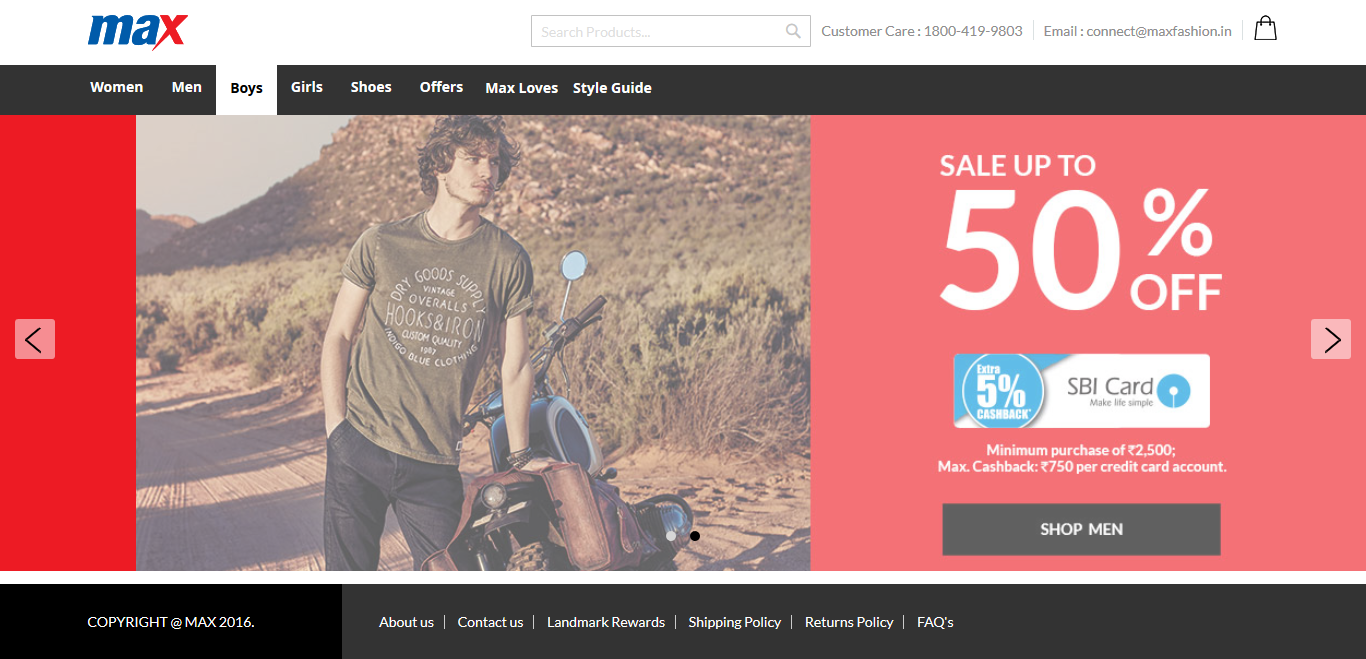 max
Search Products...
Customer Care : 1800-419-9803
Email : connect@maxfashion.in
Women
Men
Boys
Girls
Shoes
Offers
Max Loves
Style Guide
DRY GOODS SUPPLY
VINTAGE
OVERALLS
HOOKS&IRON
CUSTOM QUALITY
1987
INDIGO BLUE CLOTHING
SALE UP TO
50%
OFF
Extra
5%
CASHBACK*
SBI Card
Make life simple
Minimum purchase of ₹2,500;
Max. Cashback: ₹750 per credit card account.
SHOP MEN
COPYRIGHT @ MAX 2016.
About us
Contact us
Landmark Rewards
Shipping Policy
Returns Policy
FAQ's